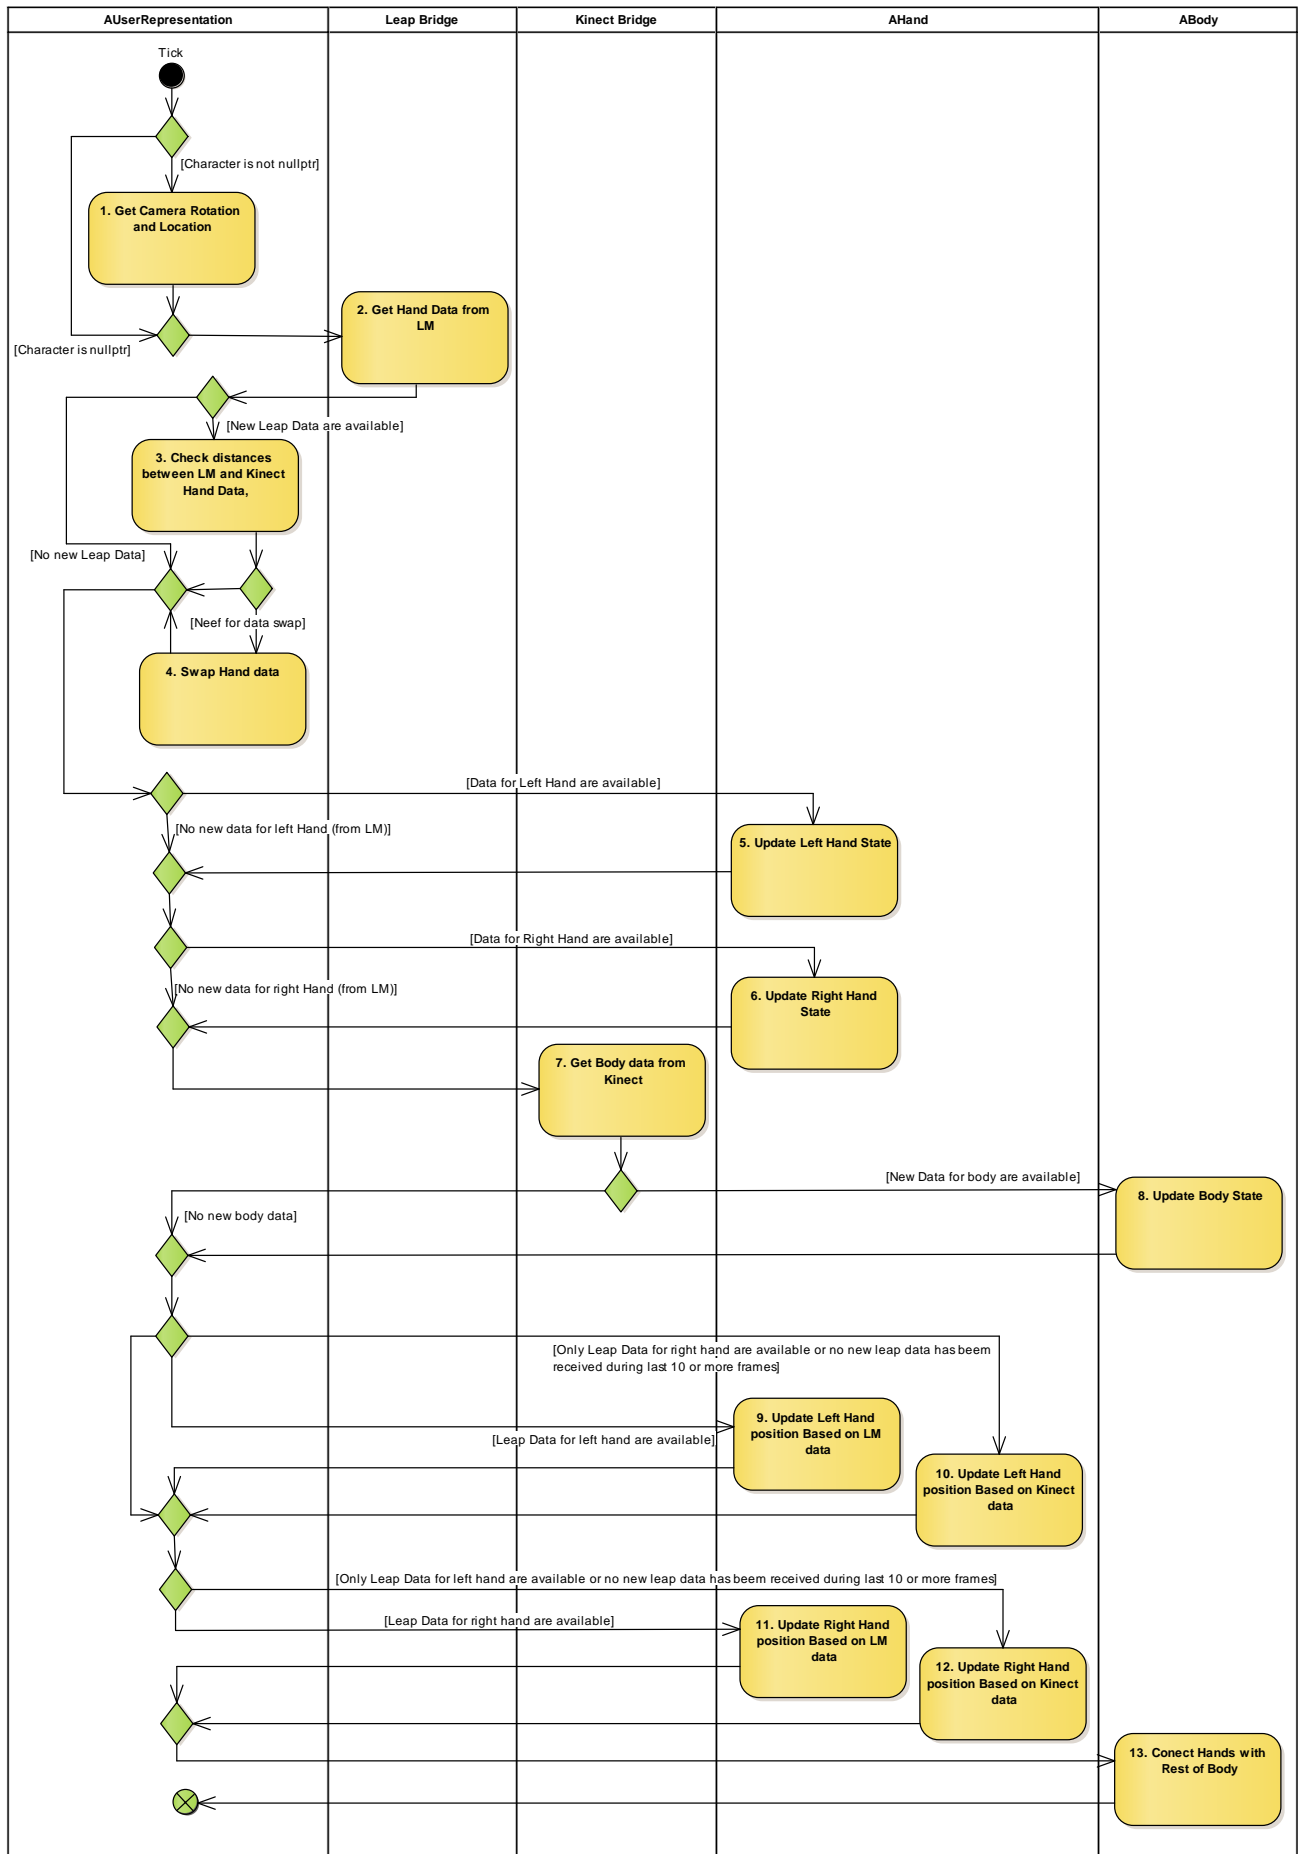 AUserRepresentation
Leap Bridge
Kinect Bridge
AHand
ABody
Tick
[Character is not nullptr]
1. Get Camera Rotation
and Location
2. Get Hand Data from
LM
[Character is nullptr]
[New Leap Data are available]
3. Check distances
between LM and Kinect
Hand Data,
[No new Leap Data]
[Neef for data swap]
4. Swap Hand data
[Data for Left Hand are available]
[No new data for left Hand (from LM)]
5. Update Left Hand State
[Data for Right Hand are available]
[No new data for right Hand (from LM)]
6. Update Right Hand
State
7. Get Body data from
Kinect
[New Data for body are available]
8. Update Body State
[No new body data]
[Only Leap Data for right hand are available or no new leap data has beem
received during last 10 or more frames]
9. Update Left Hand
position Based on LM
data
[Leap Data for left hand are available]
10. Update Left Hand
position Based on Kinect
data
[Only Leap Data for left hand are available or no new leap data has beem received during last 10 or more frames]
[Leap Data for right hand are available]
11. Update Right Hand
position Based on LM
data
12. Update Right Hand
position Based on Kinect
data
13. Conect Hands with
Rest of Body